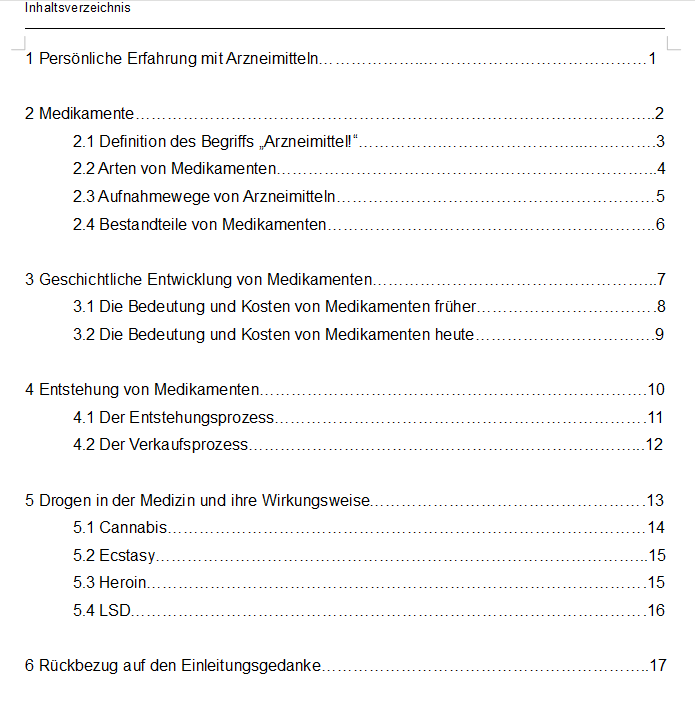 Inhaltsverzeichnis
1 Persönliche Erfahrung mit Arzneimitteln……………………………………………………1
2 Medikamente………………………………………………………………………………..2
2.1 Definition des Begriffs „Arzneimittel!“…………………………………..…………3
2.2 Arten von Medikamenten…………………………………………………………..4
2.3 Aufnahmewege von Arzneimitteln…………………………………………………5
2.4 Bestandteile von Medikamenten…………………………………………………..6
3 Geschichtliche Entwicklung von Medikamenten…………………………………………..7
3.1 Die Bedeutung und Kosten von Medikamenten früher…………………………..8
3.2 Die Bedeutung und Kosten von Medikamenten heute…………………………..9
4 Entstehung von Medikamenten……………………………………………………………10
4.1 Der Entstehungsprozess…………………………………………………………11
4.2 Der Verkaufsprozess……………………………………………………………..12
5 Drogen in der Medizin und ihre Wirkungsweise…………………………………………13
5.1 Cannabis…………………………………………………………………………14
5.2 Ecstasy…………………………………………………………………………..15
5.3 Heroin……………………………………………………………………………15
5.4 LSD………………………………………………………………………………16
6 Rückbezug auf den Einleitungsgedanke…………………………………………………..17